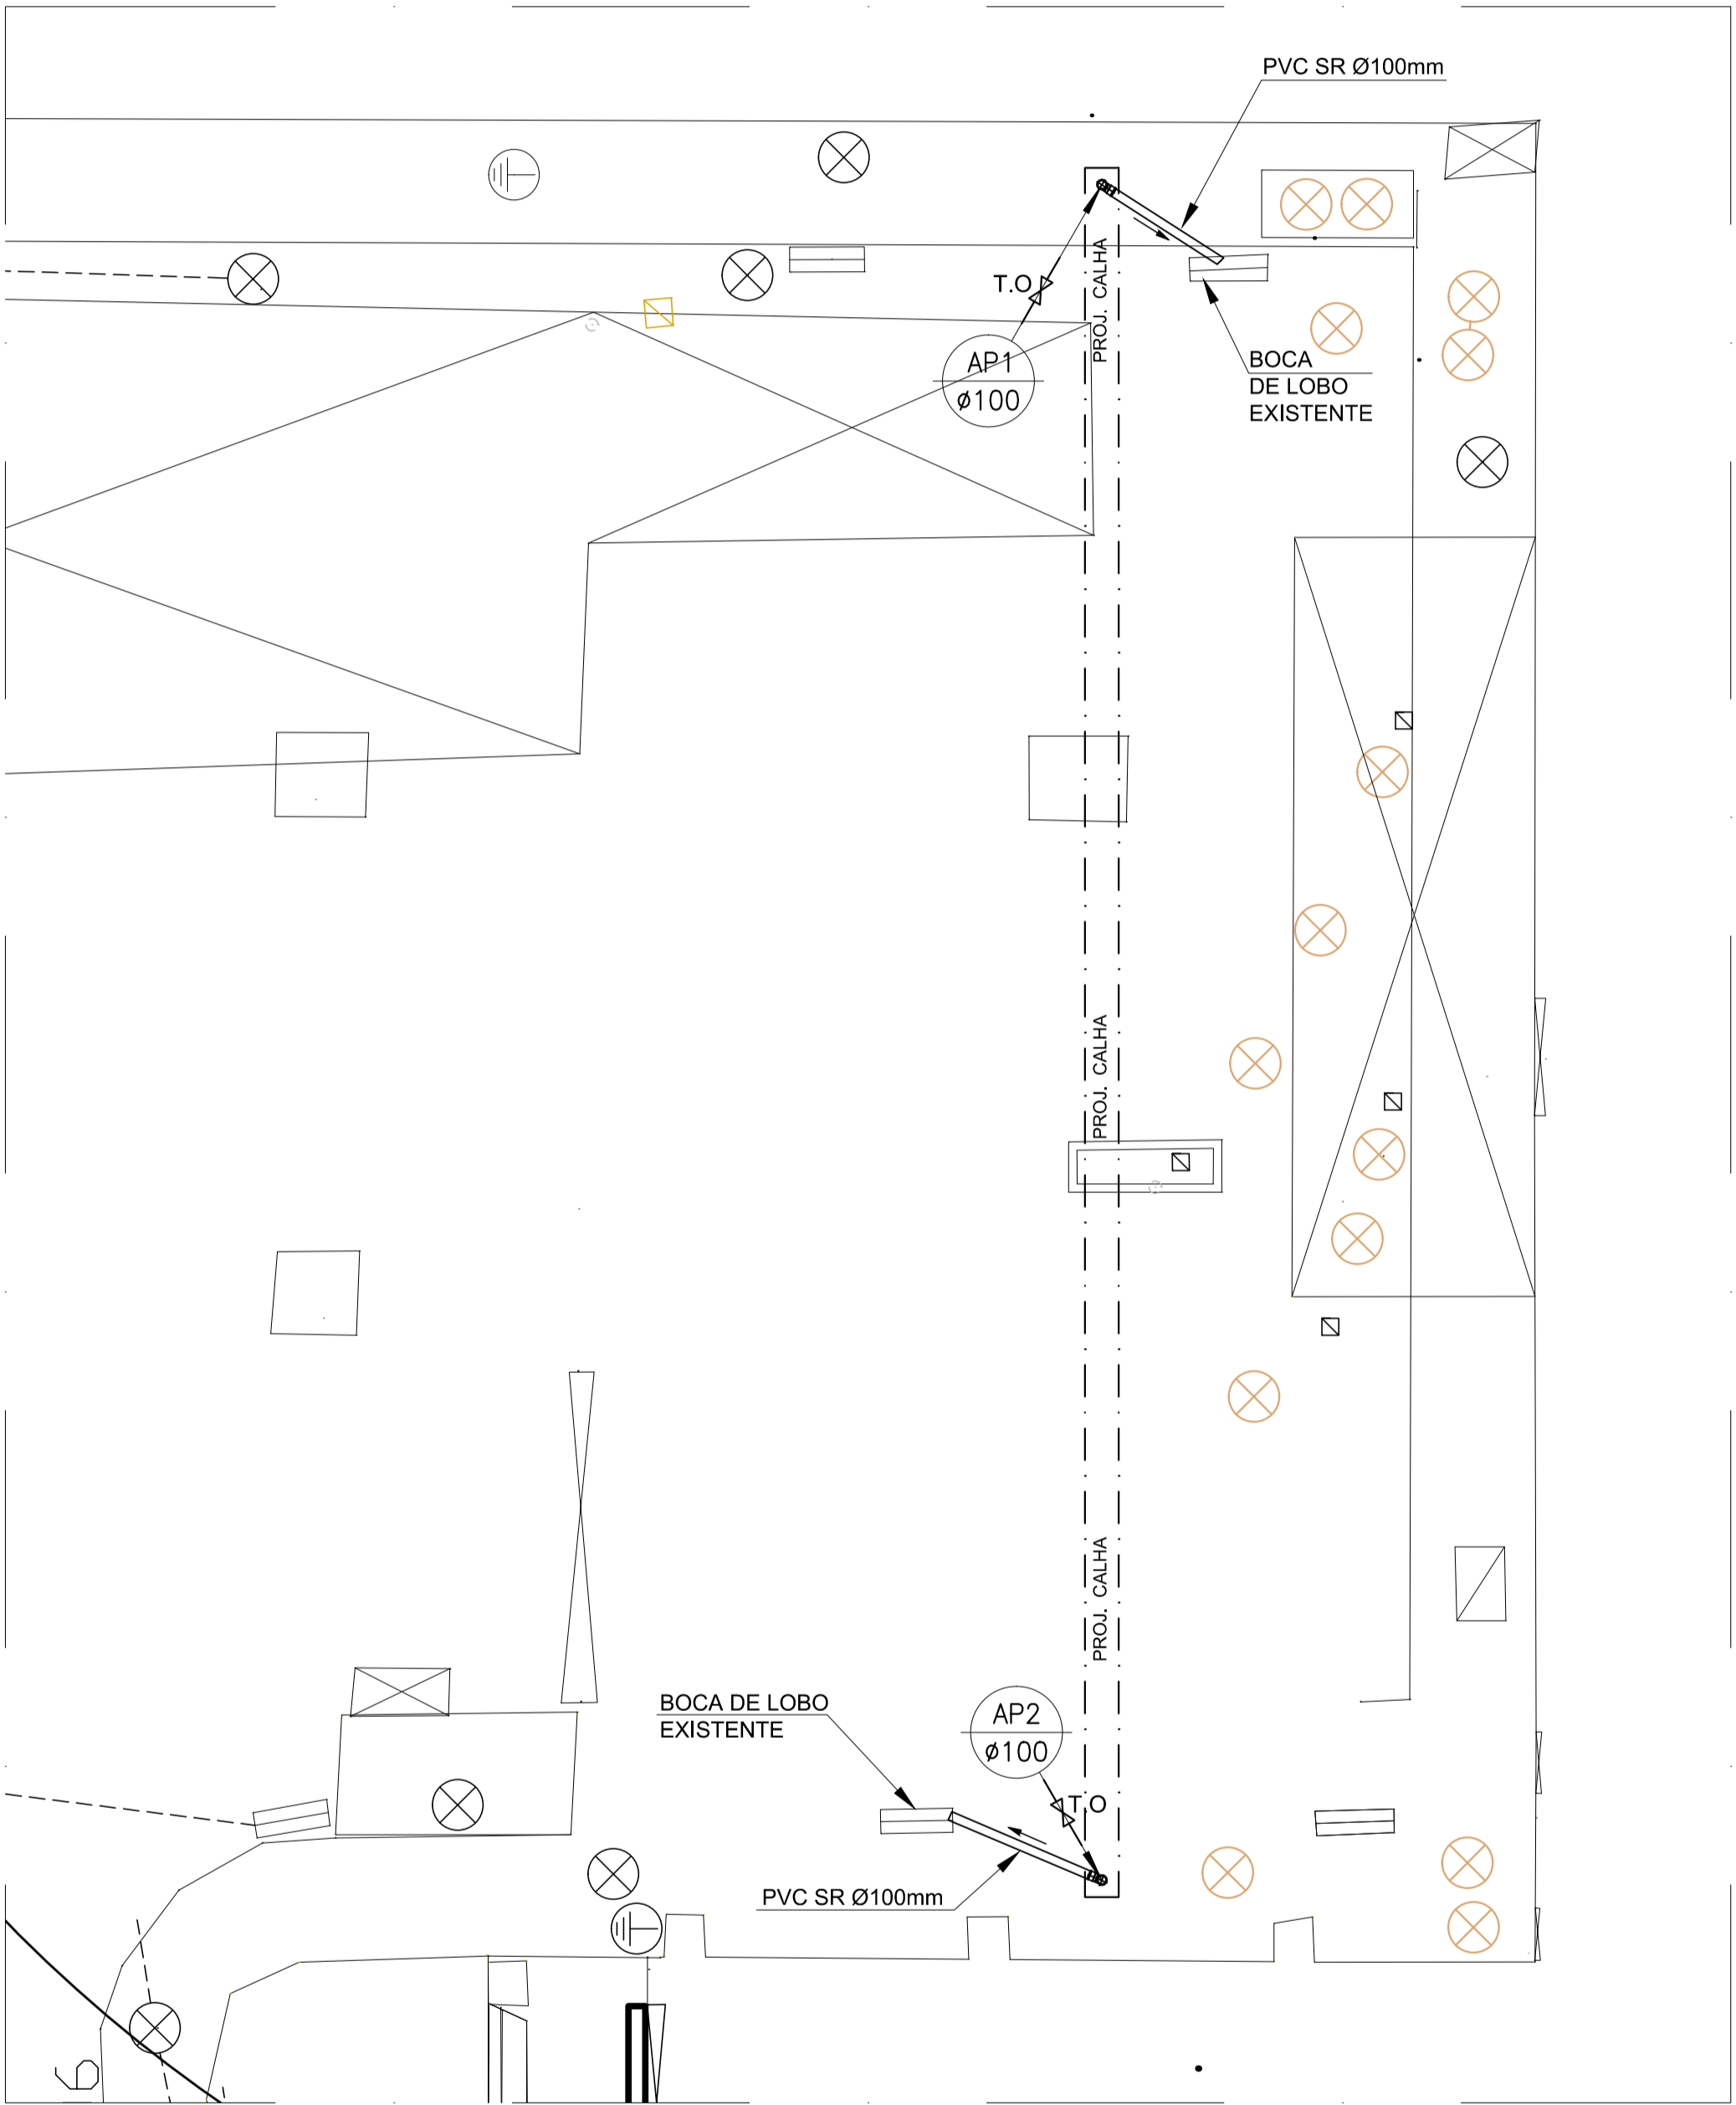 PVC SR Ø100mm
T.O
PROJ. CALHA
AP1
ø100
BOCA
DE LOBO
EXISTENTE
PROJ. CALHA
PROJ. CALHA
BOCA DE LOBO
EXISTENTE
AP2
ø100
T.O
PVC SR Ø100mm